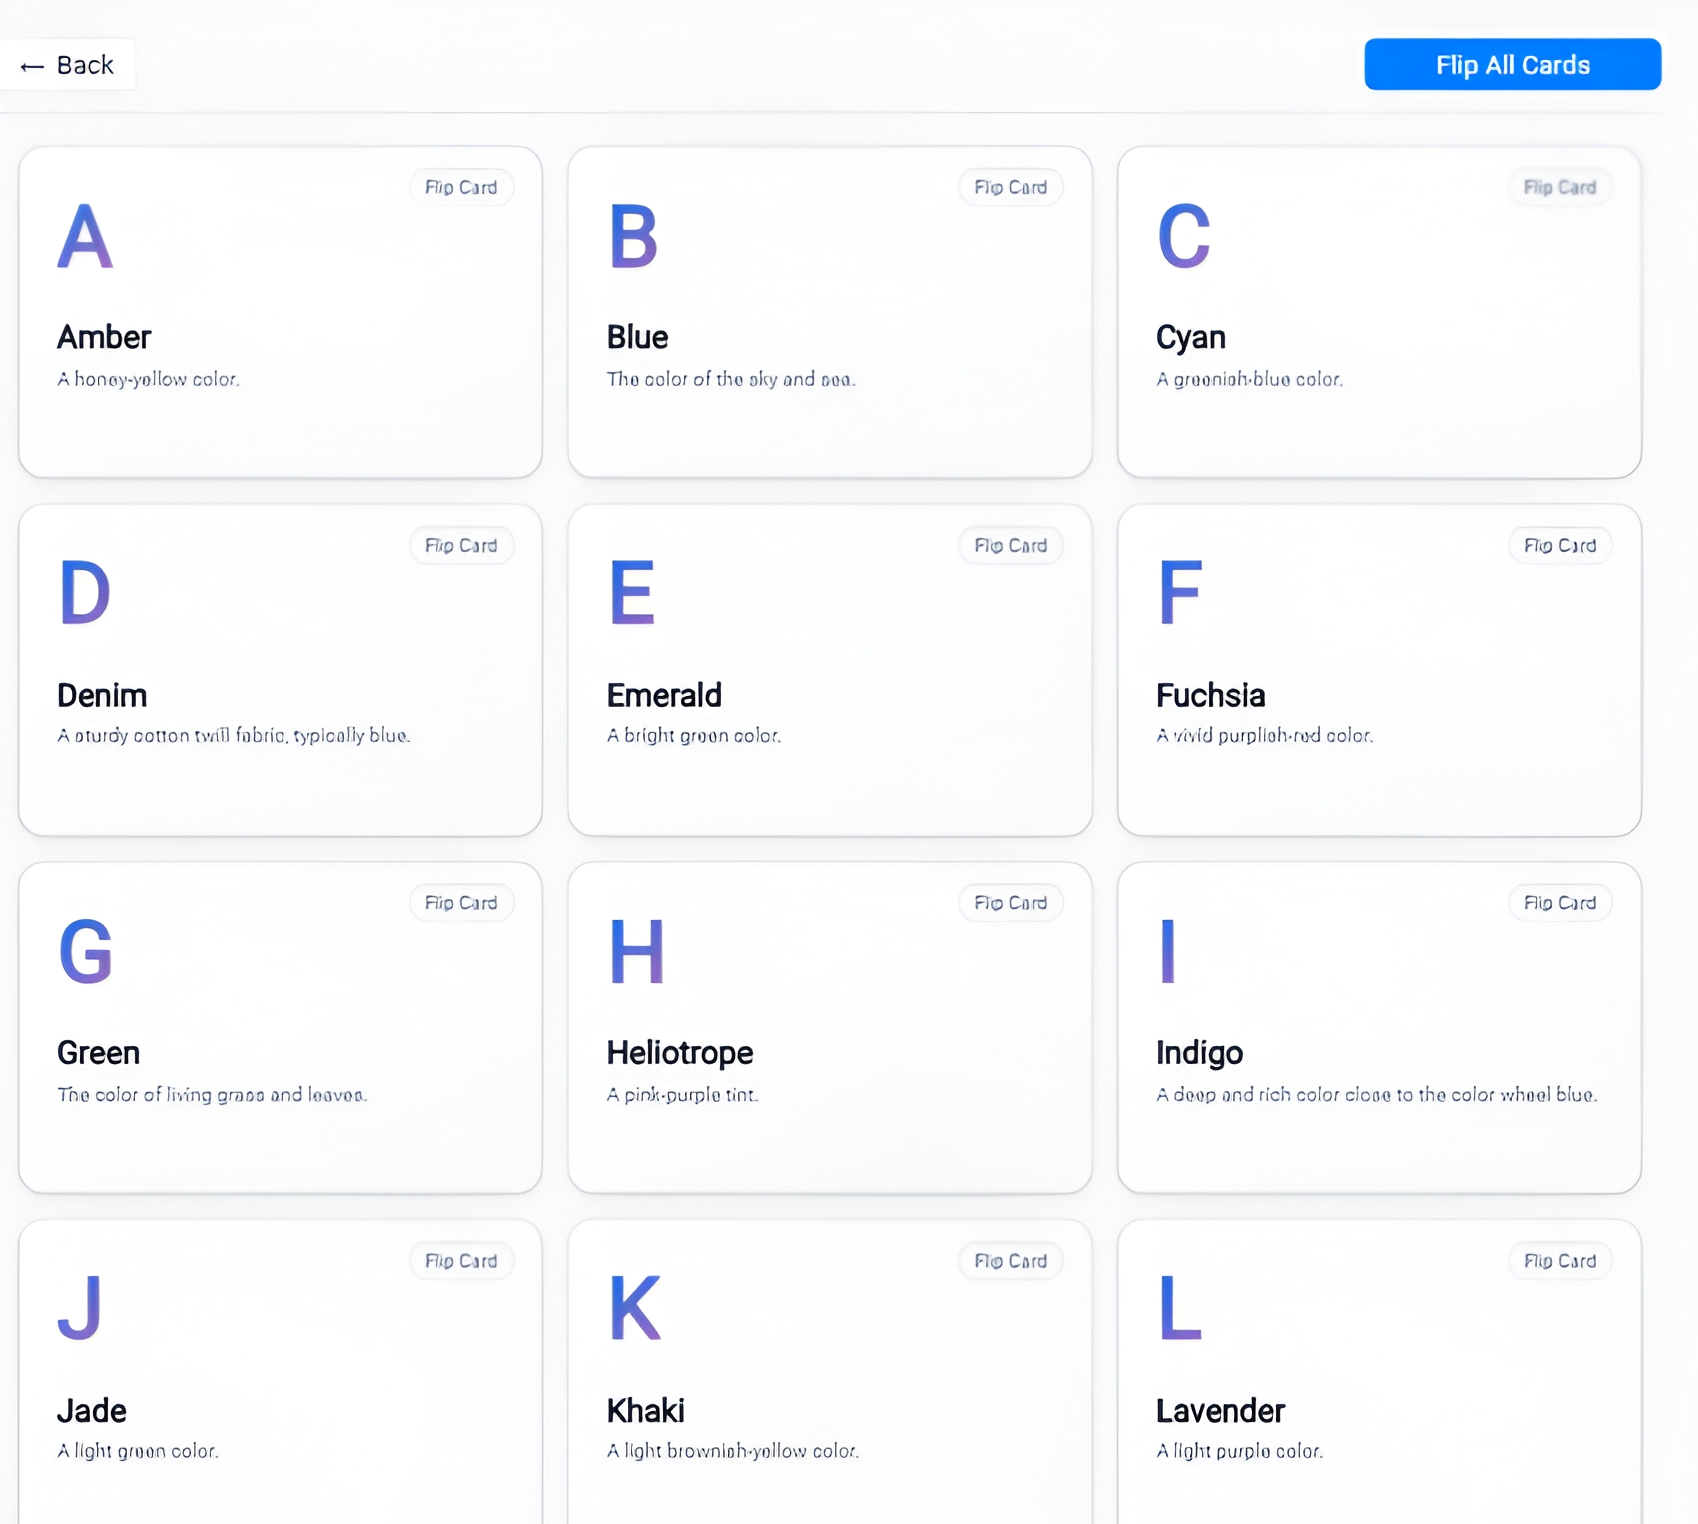 ← Back
Flip All Cards
Flip Card
A
Amber
A honey-yellow color.
Flip Card
B
Blue
The color of the sky and sea.
Flip Card
C
Cyan
A greenish-blue color.
Flip Card
D
Denim
A sturdy cotton twill fabric, typically blue.
Flip Card
E
Emerald
A bright green color.
Flip Card
F
Fuchsia
A vivid purplish-red color.
Flip Card
G
Green
The color of living grass and leaves.
Flip Card
H
Heliotrope
A pink-purple tint.
Flip Card
I
Indigo
A deep and rich color close to the color wheel blue.
Flip Card
J
Jade
A light green color.
Flip Card
K
Khaki
A light brownish-yellow color.
Flip Card
L
Lavender
A light purple color.